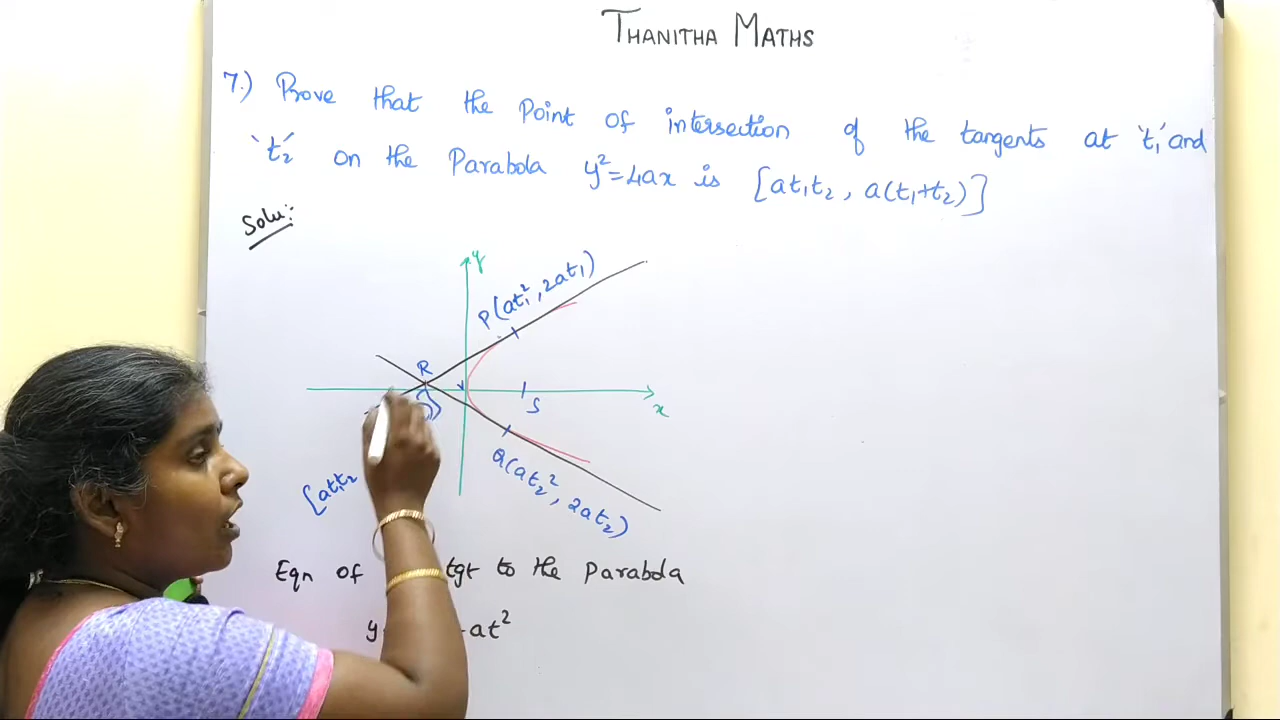 THANITHA MATHS
7.) Prove that the point of intersection of the tangents at 't₁' and
't₂' on the Parabola y²=4ax is [at₁t₂, a(t₁+t₂)]
Solu:-
y
P(at₁², 2at₁)
R
S
x
Q(at₂², 2at₂)
[at₁t₂
Eqn of tgt to the parabola
y at²